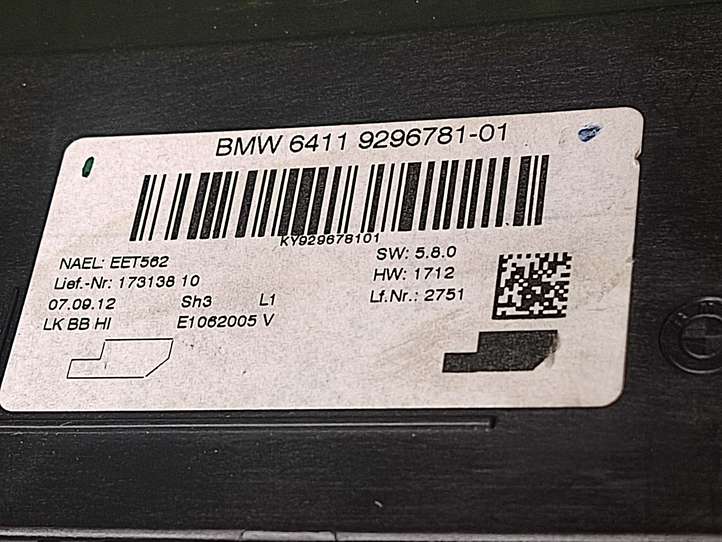 BMW 6411 9296781-01
KY929678101
NAEL: EET562
SW: 5.8.0
Lief.-Nr: 173138 10
HW: 1712
07.09.12 Sh3 L1
Lf.Nr.: 2751
LK BB HI E1062005 V